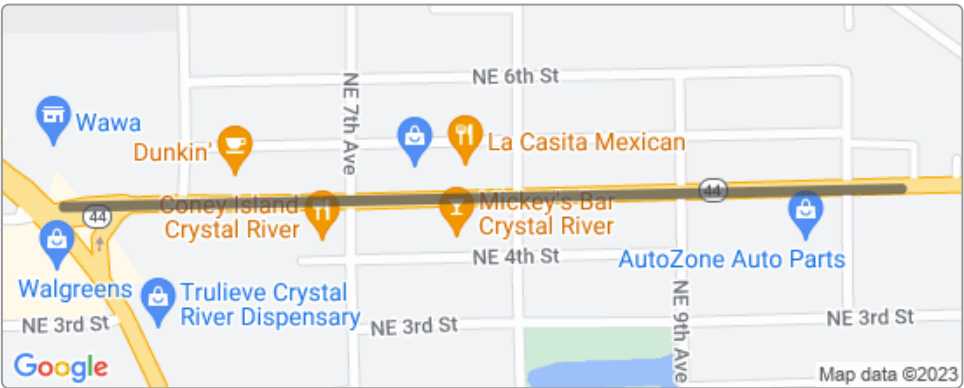 NE 6th St
NE 7th Ave
Wawa
Dunkin'
La Casita Mexican
44
44
Coney Island
Crystal River
Mickey's Bar
Crystal River
AutoZone Auto Parts
NE 4th St
Walgreens
Trulieve Crystal
River Dispensary
NE 9th Ave
NE 3rd St
NE 3rd St
NE 3rd St
Google
Map data ©2023